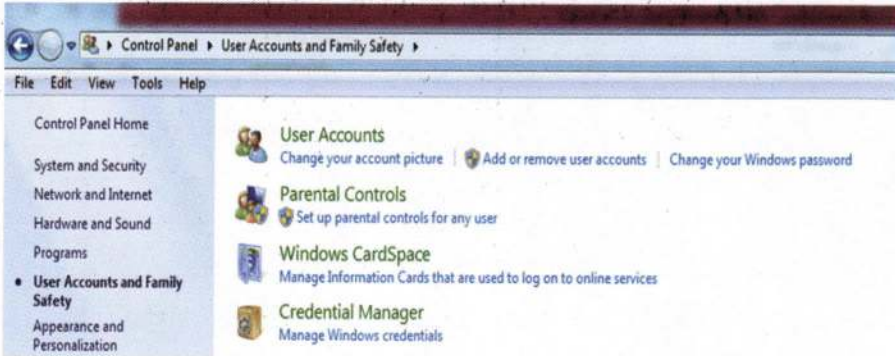 Control Panel ▸ User Accounts and Family Safety ▸
File Edit View Tools Help
Control Panel Home
System and Security
Network and Internet
Hardware and Sound
Programs
• User Accounts and Family
Safety
Appearance and
Personalization
User Accounts
Change your account picture | Add or remove user accounts | Change your Windows password
Parental Controls
Set up parental controls for any user
Windows CardSpace
Manage Information Cards that are used to log on to online services
Credential Manager
Manage Windows credentials